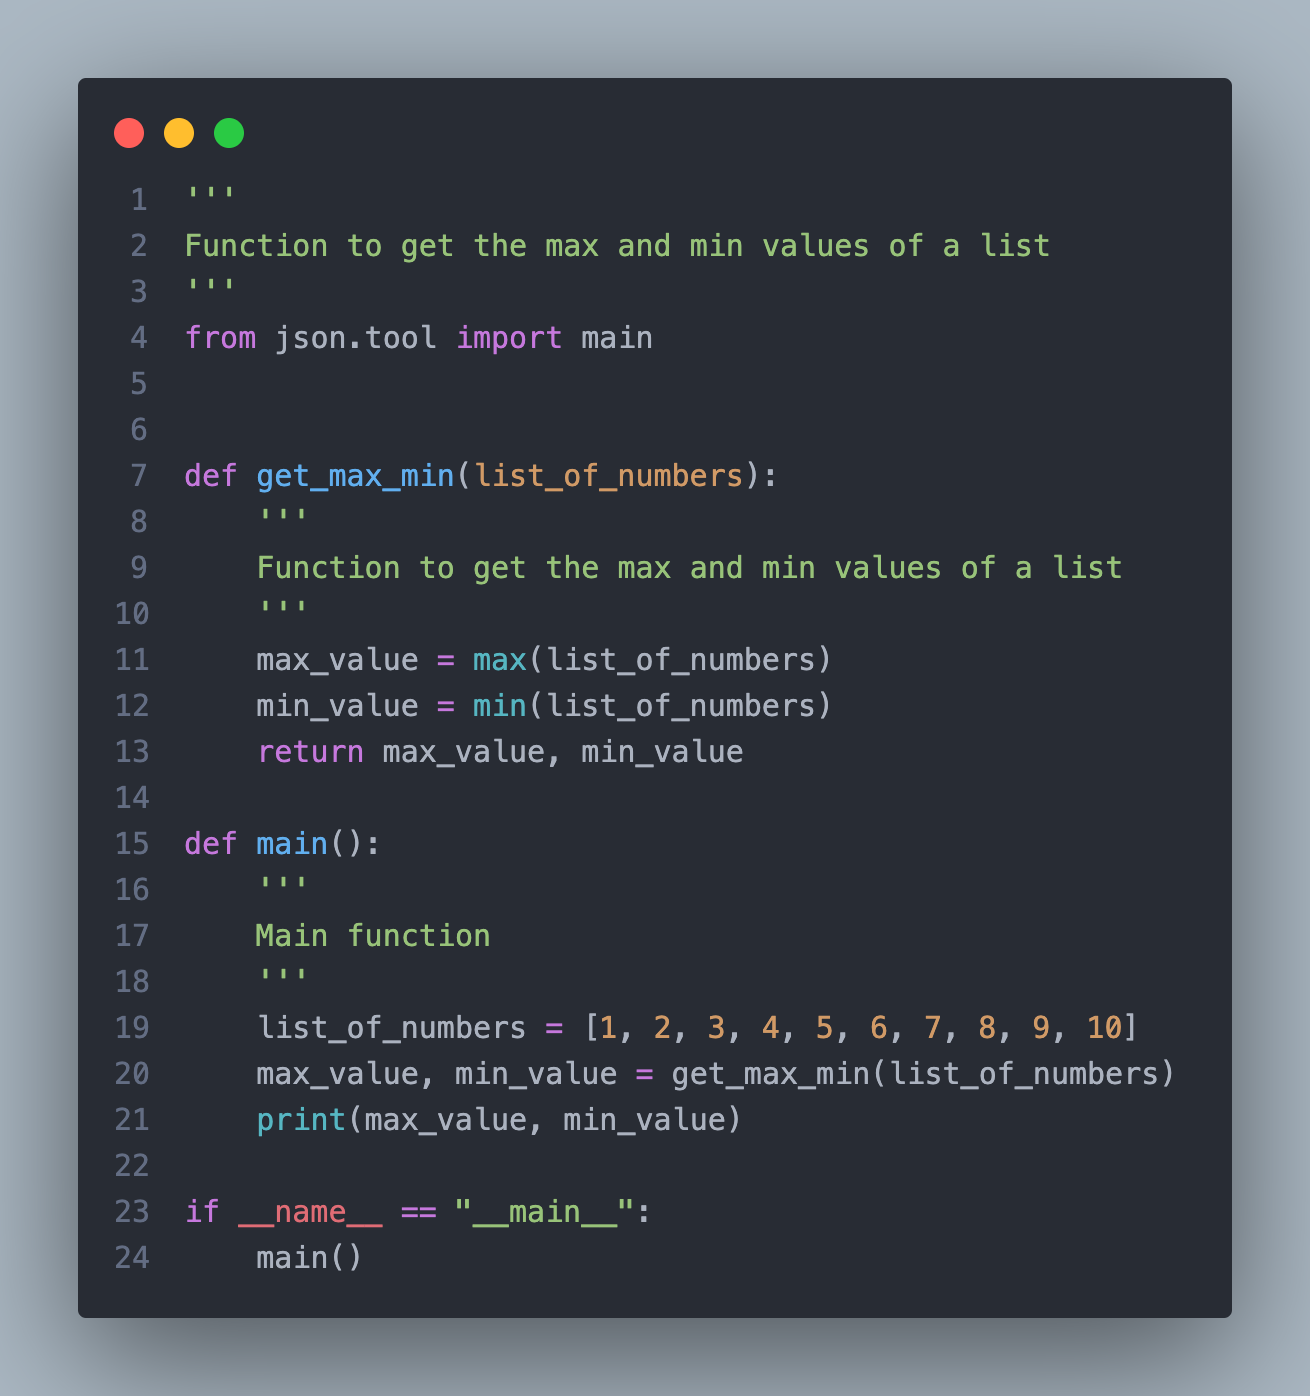 1 '''
2 Function to get the max and min values of a list
3 '''
4 from json.tool import main
5
6
7 def get_max_min(list_of_numbers):
8     '''
9     Function to get the max and min values of a list
10     '''
11     max_value = max(list_of_numbers)
12     min_value = min(list_of_numbers)
13     return max_value, min_value
14
15 def main():
16     '''
17     Main function
18     '''
19     list_of_numbers = [1, 2, 3, 4, 5, 6, 7, 8, 9, 10]
20     max_value, min_value = get_max_min(list_of_numbers)
21     print(max_value, min_value)
22
23 if __name__ == "__main__":
24     main()